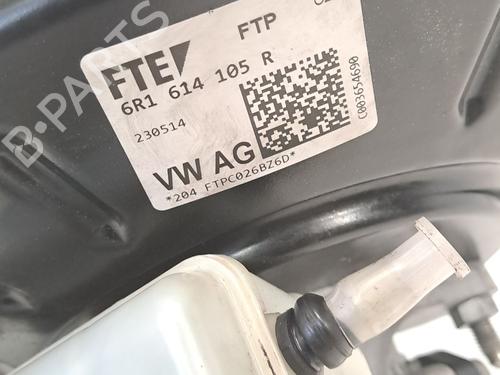 FTE
FTP
6R1 614 105 R
230514
VW AG
*204 FTPC026BZ6D*
C003654690
B-PARTS